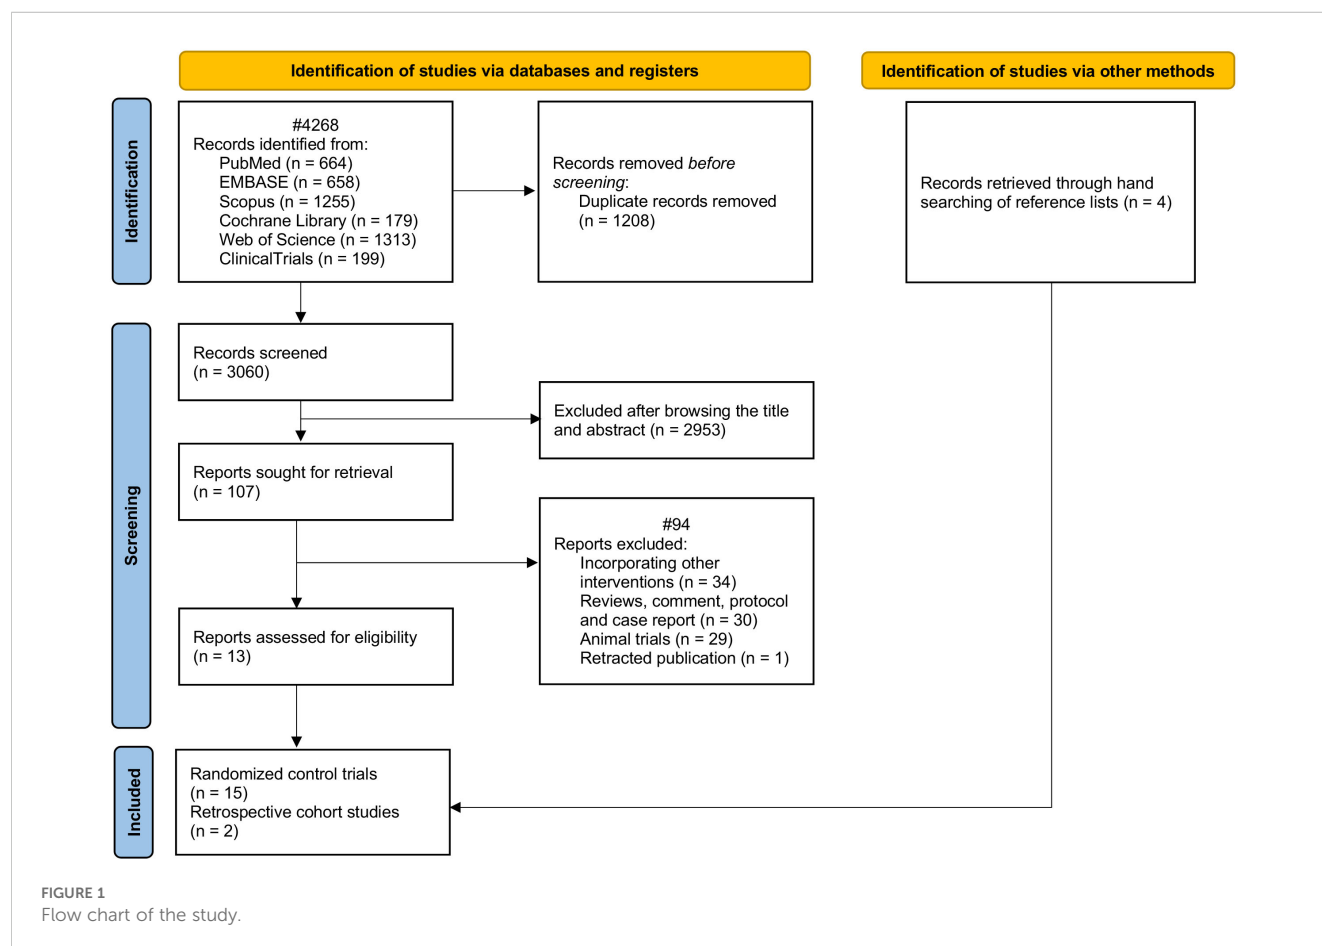 Identification of studies via databases and registers
Identification of studies via other methods
Identification
#4268
Records identified from:
PubMed (n = 664)
EMBASE (n = 658)
Scopus (n = 1255)
Cochrane Library (n = 179)
Web of Science (n = 1313)
ClinicalTrials (n = 199)
Records removed before
screening:
Duplicate records removed
(n = 1208)
Records retrieved through hand
searching of reference lists (n = 4)
Screening
Records screened
(n = 3060)
Excluded after browsing the title
and abstract (n = 2953)
Reports sought for retrieval
(n = 107)
#94
Reports excluded:
Incorporating other
interventions (n = 34)
Reviews, comment, protocol
and case report (n = 30)
Animal trials (n = 29)
Retracted publication (n = 1)
Reports assessed for eligibility
(n = 13)
Included
Randomized control trials
(n = 15)
Retrospective cohort studies
(n = 2)
FIGURE 1
Flow chart of the study.